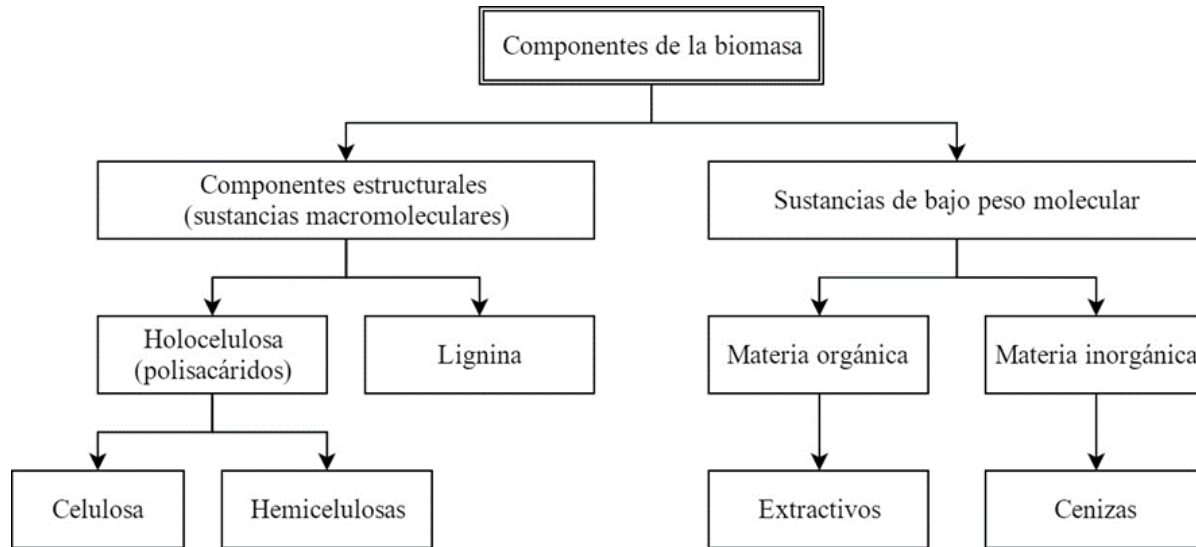 Componentes de la biomasa
Componentes estructurales
(sustancias macromoleculares)
Sustancias de bajo peso molecular
Holocelulosa
(polisacáridos)
Lignina
Materia orgánica
Materia inorgánica
Celulosa
Hemicelulosas
Extractivos
Cenizas